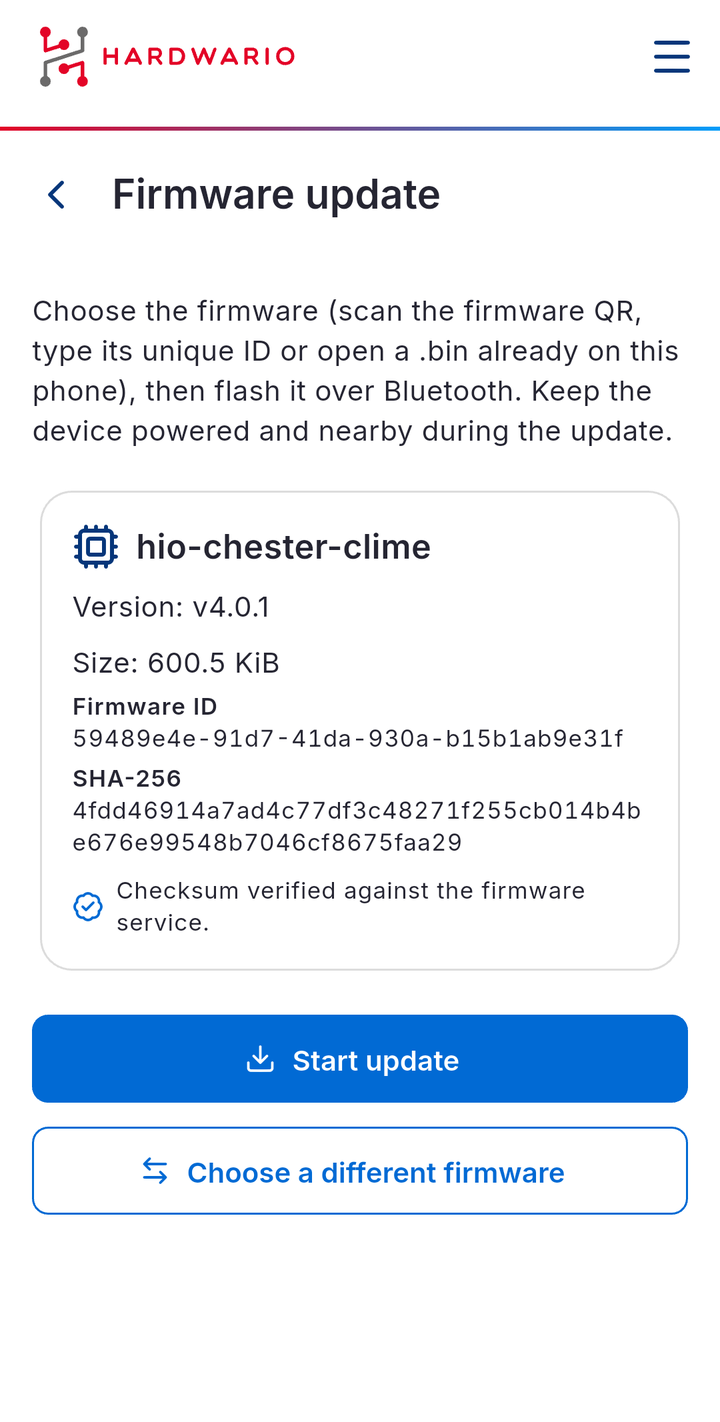 HARDWARIO
Firmware update
Choose the firmware (scan the firmware QR,
type its unique ID or open a .bin already on this
phone), then flash it over Bluetooth. Keep the
device powered and nearby during the update.
hio-chester-clime
Version: v4.0.1
Size: 600.5 KiB
Firmware ID
59489e4e-91d7-41da-930a-b15b1ab9e31f
SHA-256
4fdd46914a7ad4c77df3c48271f255cb014b4b
e676e99548b7046cf8675faa29
Checksum verified against the firmware
service.
Start update
Choose a different firmware